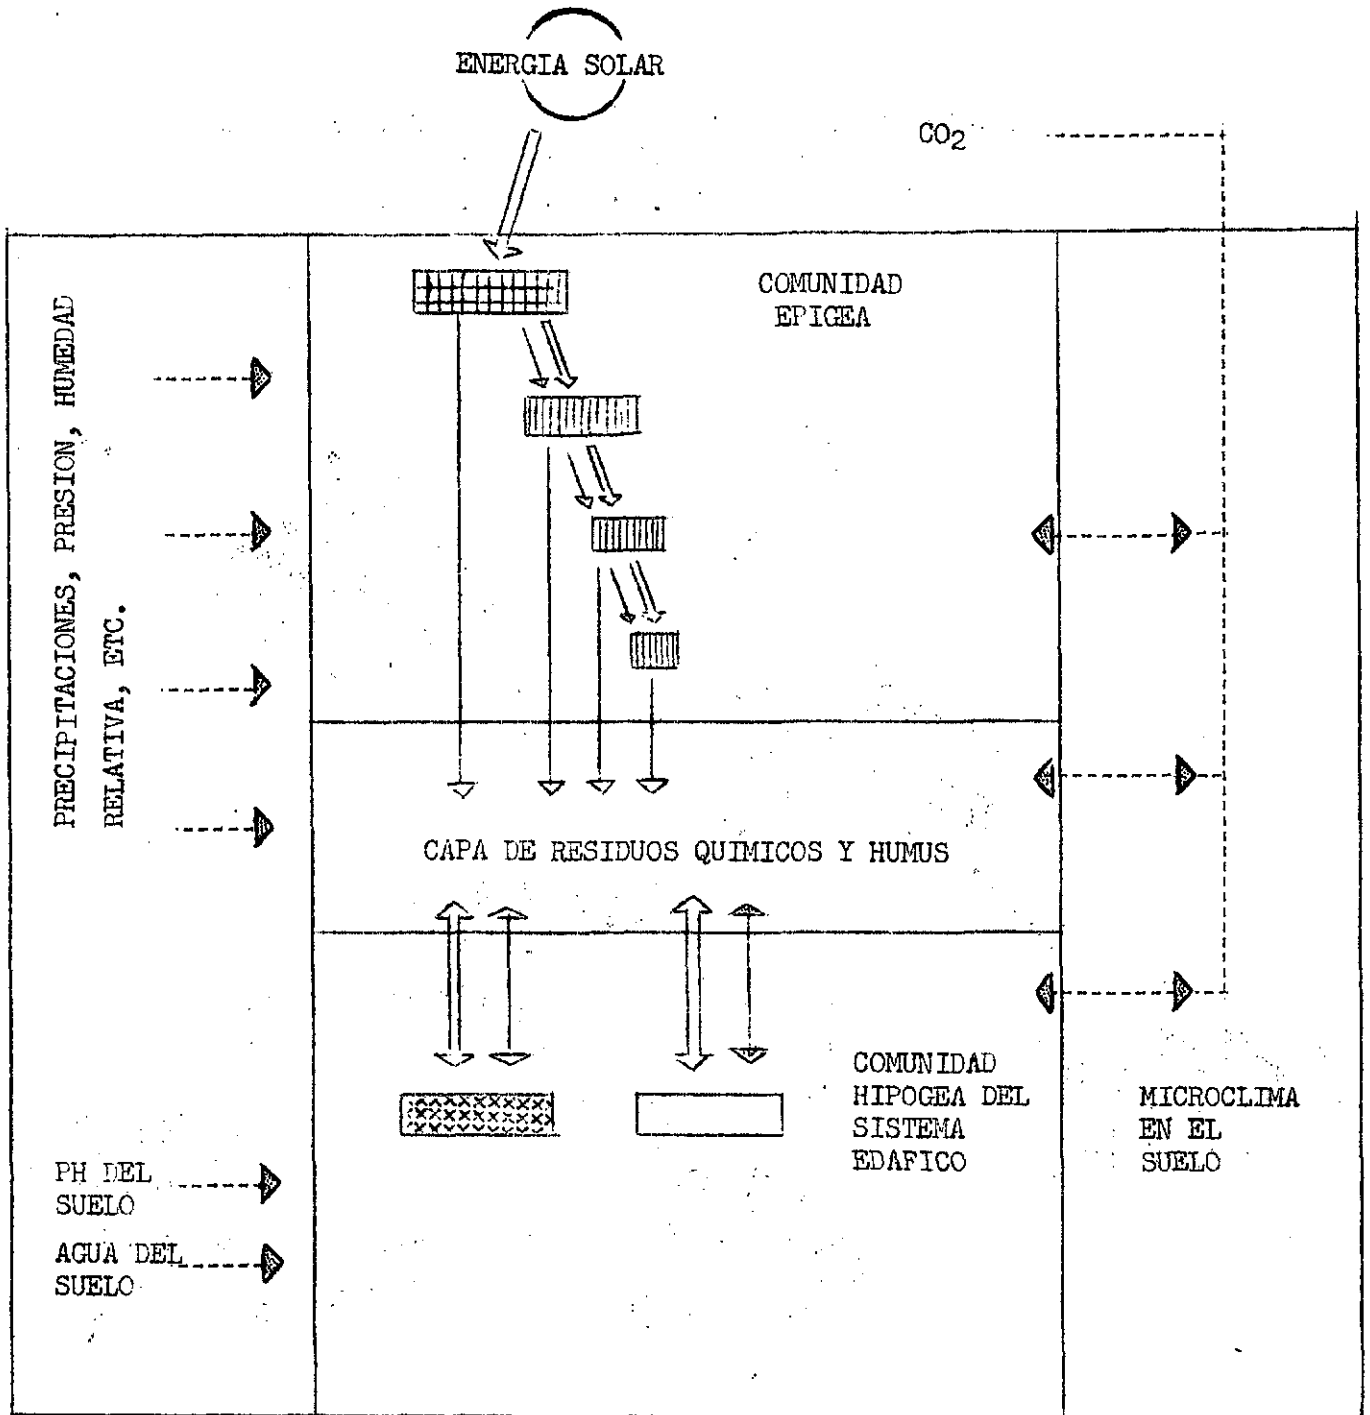 ENERGIA SOLAR
CO2
COMUNIDAD
EPIGEA
PRECIPITACIONES, PRESION, HUMEDAD
RELATIVA, ETC.
CAPA DE RESIDUOS QUIMICOS Y HUMUS
COMUNIDAD
HIPOGEA DEL
SISTEMA
EDAFICO
MICROCLIMA
EN EL
SUELO
PH DEL
SUELO
AGUA DEL
SUELO